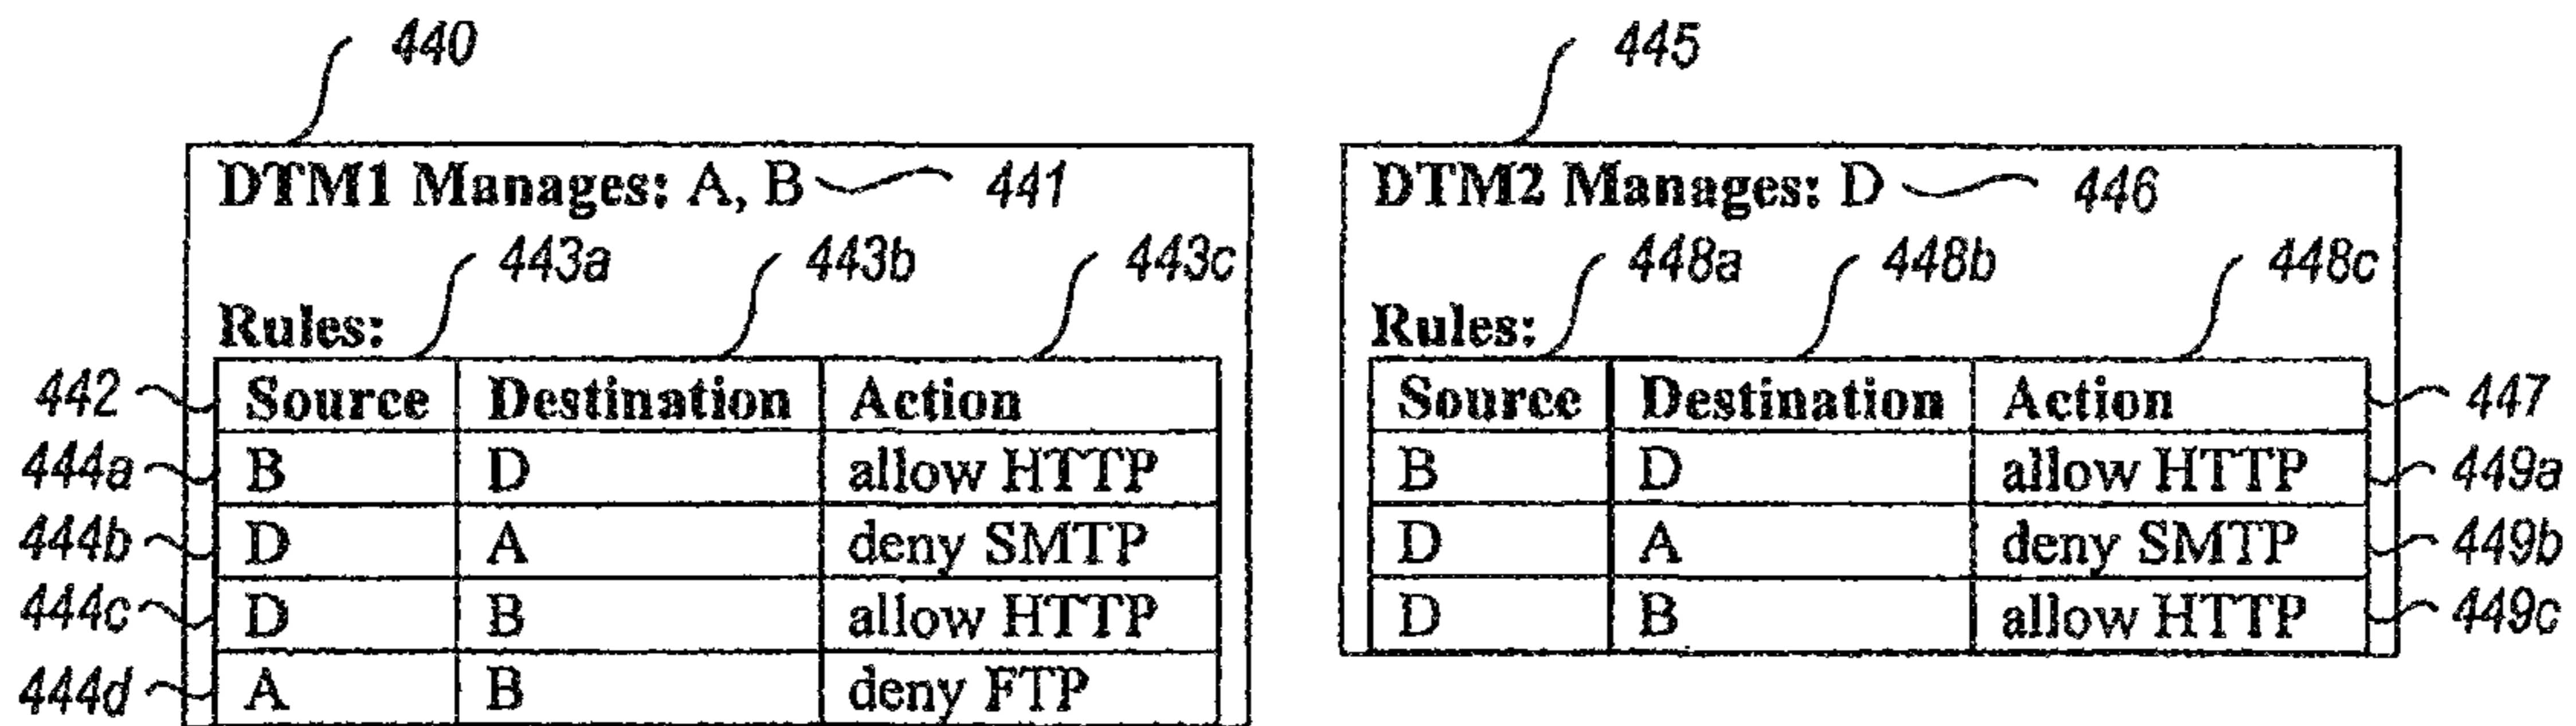 440
DTM1 Manages: A, B 441
443a 443b 443c
Rules:
442 Source Destination Action
444a B D allow HTTP
444b D A deny SMTP
444c D B allow HTTP
444d A B deny FTP
445
DTM2 Manages: D 446
448a 448b 448c
Rules:
Source Destination Action 447
B D allow HTTP 449a
D A deny SMTP 449b
D B allow HTTP 449c